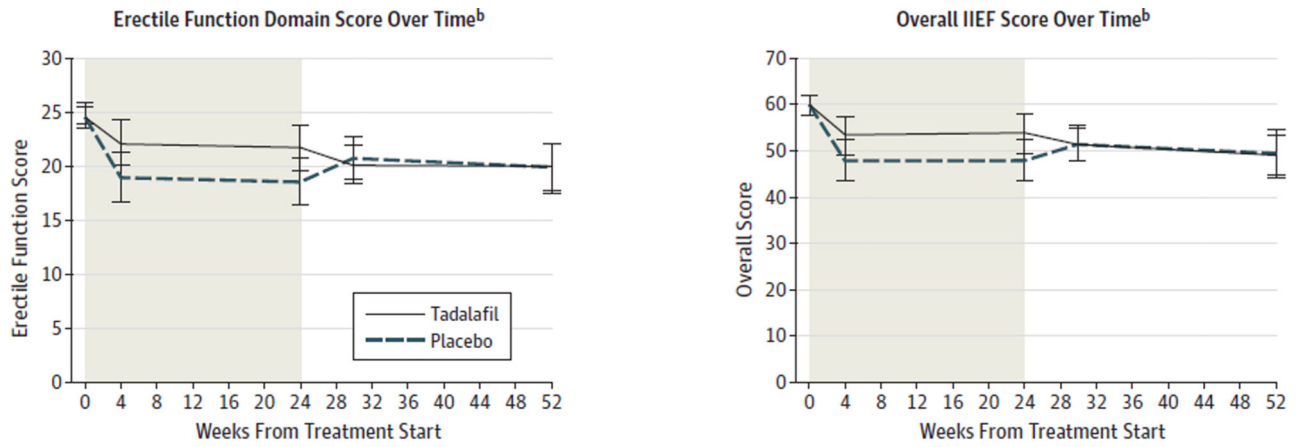 Erectile Function Domain Score Over Timeb
30
25
20
15
10
5
0
Erectile Function Score
Tadalafil
Placebo
0 4 8 12 16 20 24 28 32 36 40 44 48 52
Weeks From Treatment Start
Overall IIEF Score Over Timeb
70
60
50
40
30
20
10
0
Overall Score
0 4 8 12 16 20 24 28 32 36 40 44 48 52
Weeks From Treatment Start